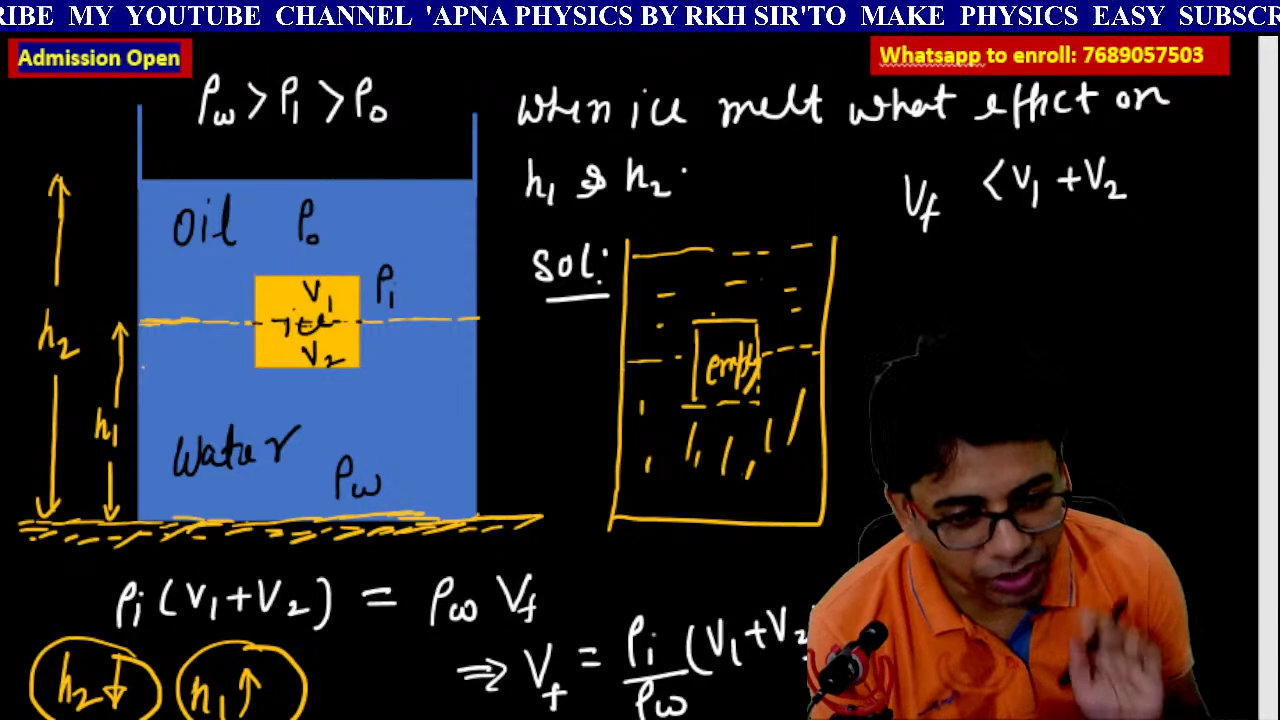 RIBE MY YOUTUBE CHANNEL 'APNA PHYSICS BY RKH SIR'TO MAKE PHYSICS EASY SUBSCR
Admission Open
Whatsapp to enroll: 7689057503
ρw > ρi > ρo
when ice melt what effect on
h1 & h2.
Vf < V1 + V2
oil ρo
V1
ρi
ice
V2
h2
h1
water
ρw
Sol:
empty
ρi (V1+V2) = ρw Vf
⇒ Vf = ρi/ρw (V1+V2
h2 ↓
h1 ↑